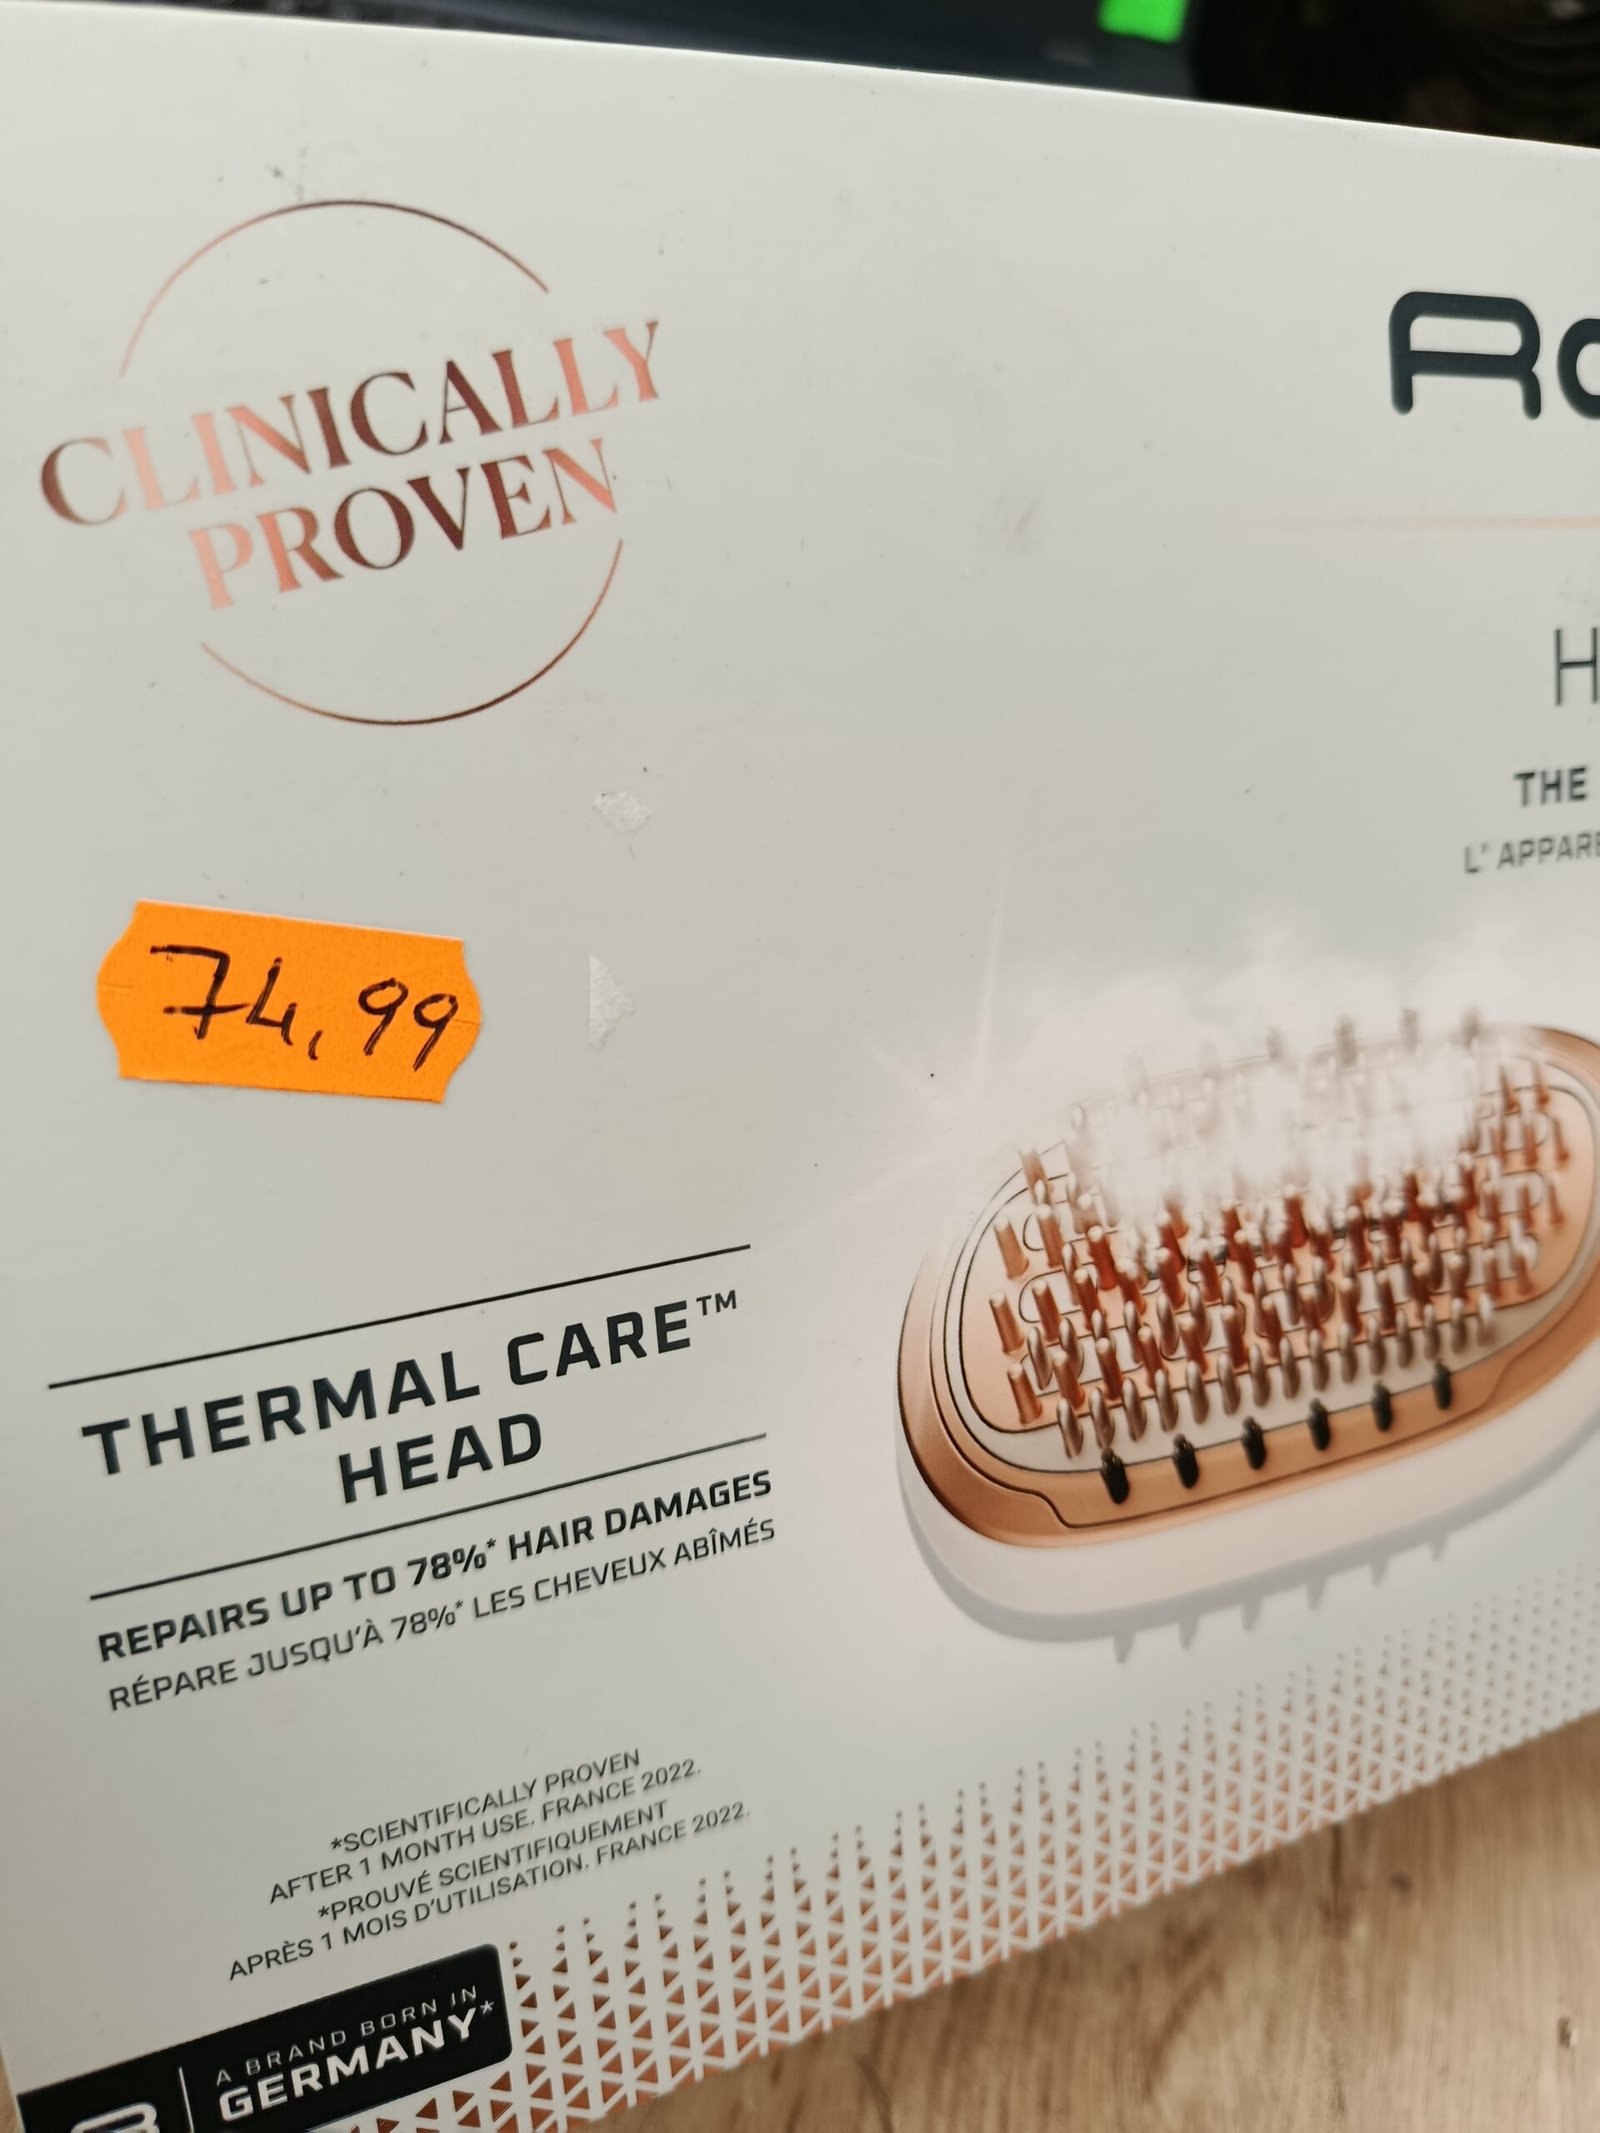 CLINICALLY
PROVEN
THE
74,99
THERMAL CARE™
HEAD
REPAIRS UP TO 78%* HAIR DAMAGES
RÉPARE JUSQU'À 78%* LES CHEVEUX ABÎMÉS
*SCIENTIFICALLY PROVEN
AFTER 1 MONTH USE. FRANCE 2022.
*PROUVÉ SCIENTIFIQUEMENT
APRÈS 1 MOIS D'UTILISATION. FRANCE 2022.
A BRAND BORN IN
GERMANY*